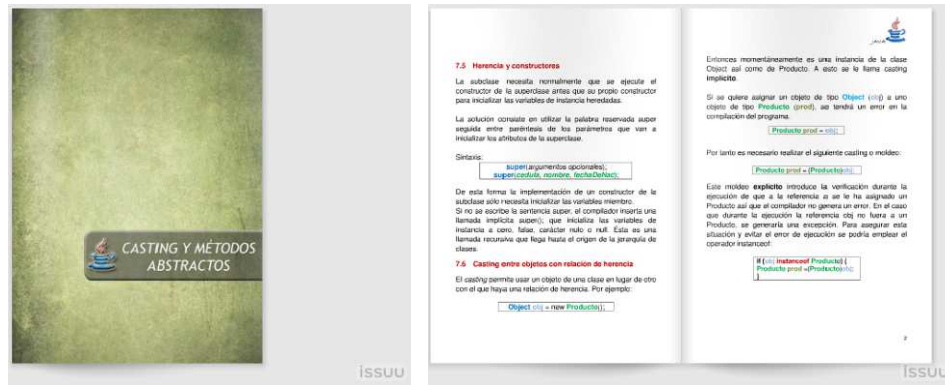 CASTING Y MÉTODOS
ABSTRACTOS
issuu
7.5 Herencia y constructores
La subclase necesita normalmente que se ejecute el
constructor de la superclase antes que su propio constructor
para inicializar las variables de instancia heredadas.
La solución consiste en utilizar la palabra reservada super
seguida entre paréntesis de los parámetros que van a
inicializar los atributos de la superclase.
Sintaxis:
super(argumentos opcionales);
super(cedula, nombre, fechaDeNac);
De esta forma la implementación de un constructor de la
subclase sólo necesita inicializar las variables miembro.
Si no se escribe la sentencia super, el compilador inserta una
llamada implícita super(); que inicializa las variables de
instancia a cero, false, carácter nulo o null. Esta es una
llamada recursiva que llega hasta el origen de la jerarquía de
clases.
7.6 Casting entre objetos con relación de herencia
El casting permite usar un objeto de una clase en lugar de otro
con el que haya una relación de herencia. Por ejemplo:
Object obj = new Producto();
java
Entonces momentáneamente es una instancia de la clase
Object así como de Producto. A esto se le llama casting
implícito.
Si se quiere asignar un objeto de tipo Object (obj) a uno
objeto de tipo Producto (prod), se tendrá un error en la
compilación del programa.
Producto prod = obj;
Por tanto es necesario realizar el siguiente casting o moldeo:
Producto prod = (Producto)obj;
Este moldeo explícito introduce la verificación durante la
ejecución de que a la referencia a se le ha asignado un
Producto así que el compilador no genera un error. En el caso
que durante la ejecución la referencia obj no fuera a un
Producto, se generaría una excepción. Para asegurar esta
situación y evitar el error de ejecución se podría emplear el
operador instanceof:
If (obj instanceof Producto) {
Producto prod =(Producto)obj;
}
2
issuu